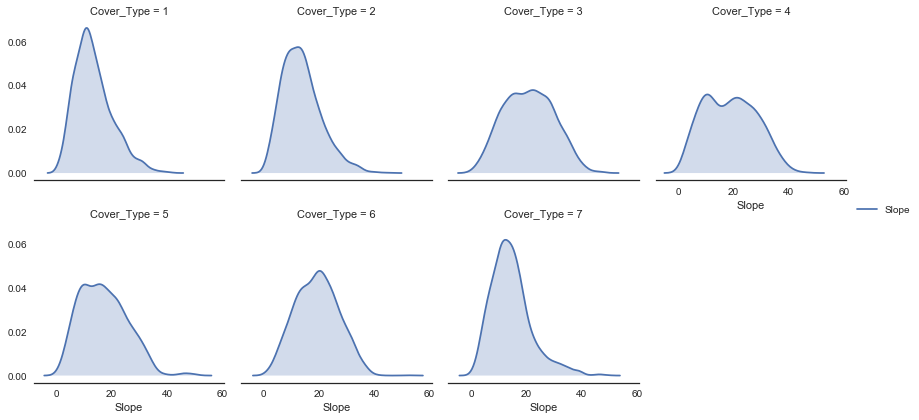 Cover_Type = 1 Cover_Type = 2 Cover_Type = 3 Cover_Type = 4
0.06
0.04
0.02
0.00
0 20 40 60
Slope
Slope
Cover_Type = 5 Cover_Type = 6 Cover_Type = 7
0.06
0.04
0.02
0.00
0 20 40 60 0 20 40 60 0 20 40 60
Slope Slope Slope